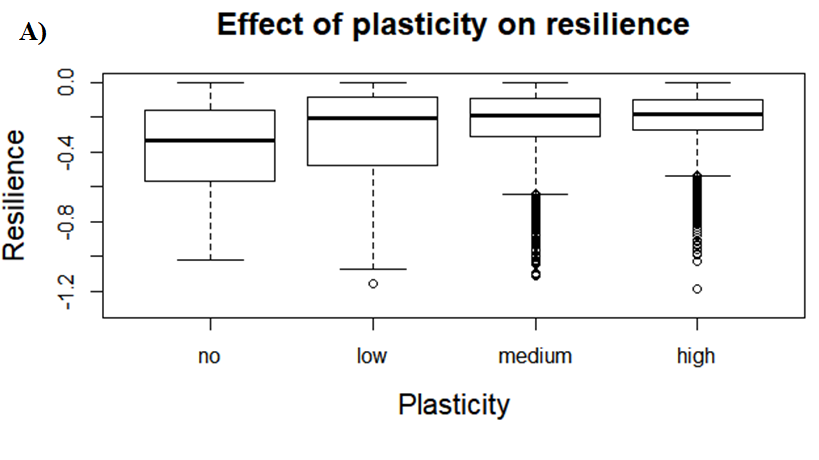 A)
Effect of plasticity on resilience
Resilience
0.0
-0.4
-0.8
-1.2
no low medium high
Plasticity